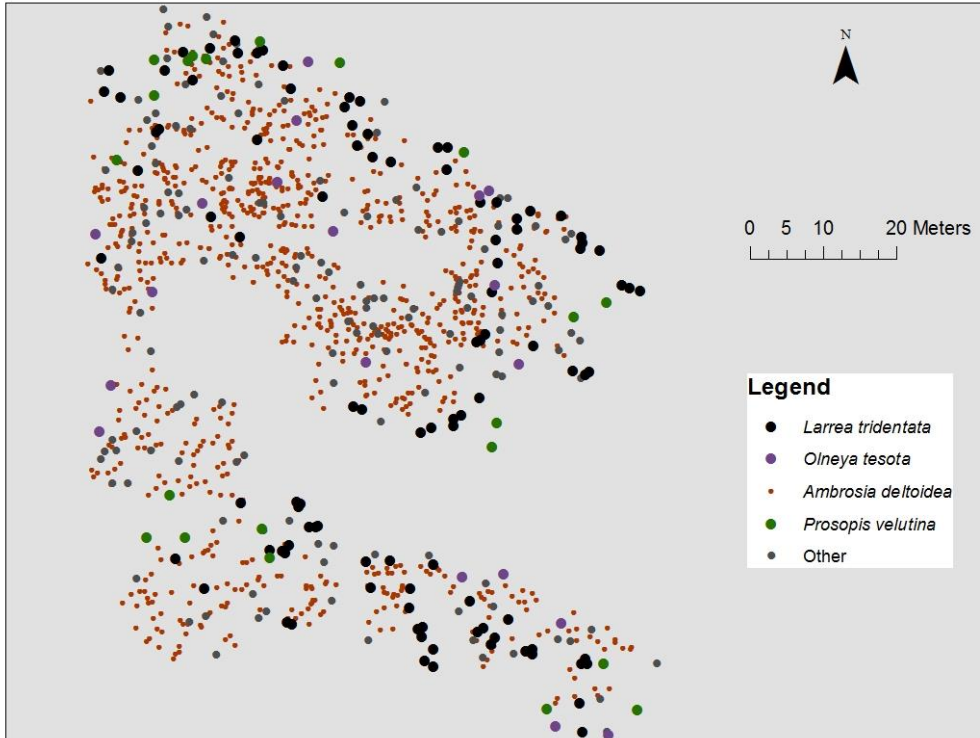 N
0 5 10 20 Meters
Legend
Larrea tridentata
Olneya tesota
Ambrosia deltoidea
Prosopis velutina
Other